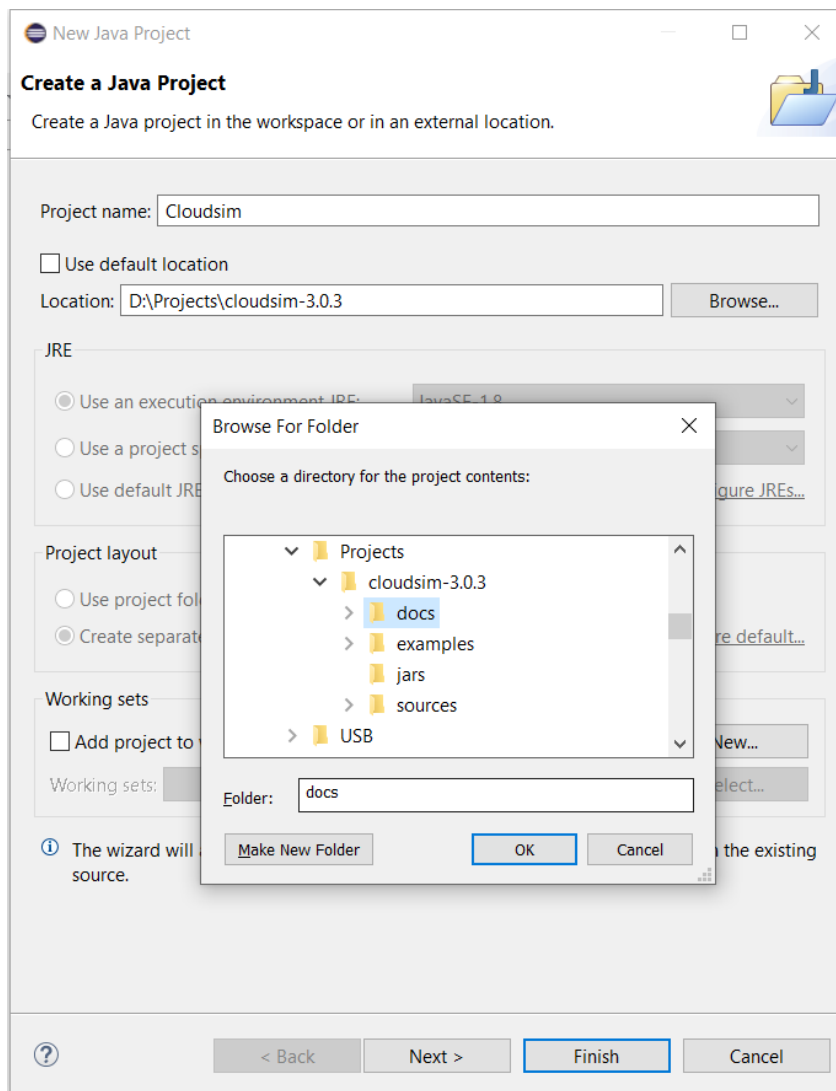 New Java Project
Create a Java Project
Create a Java project in the workspace or in an external location.
Project name: Cloudsim
Use default location
Location: D:\Projects\cloudsim-3.0.3 Browse...
JRE
Use an execution environment JRE: JavaSE-1.8
Use a project s
Use default JRE gure JREs...
Project layout
Use project fol
Create separate re default...
Working sets
Add project to New...
Working sets: elect...
The wizard will the existing
source.
Browse For Folder
Choose a directory for the project contents:
Projects
cloudsim-3.0.3
docs
examples
jars
sources
USB
Folder: docs
Make New Folder OK Cancel
? < Back Next > Finish Cancel